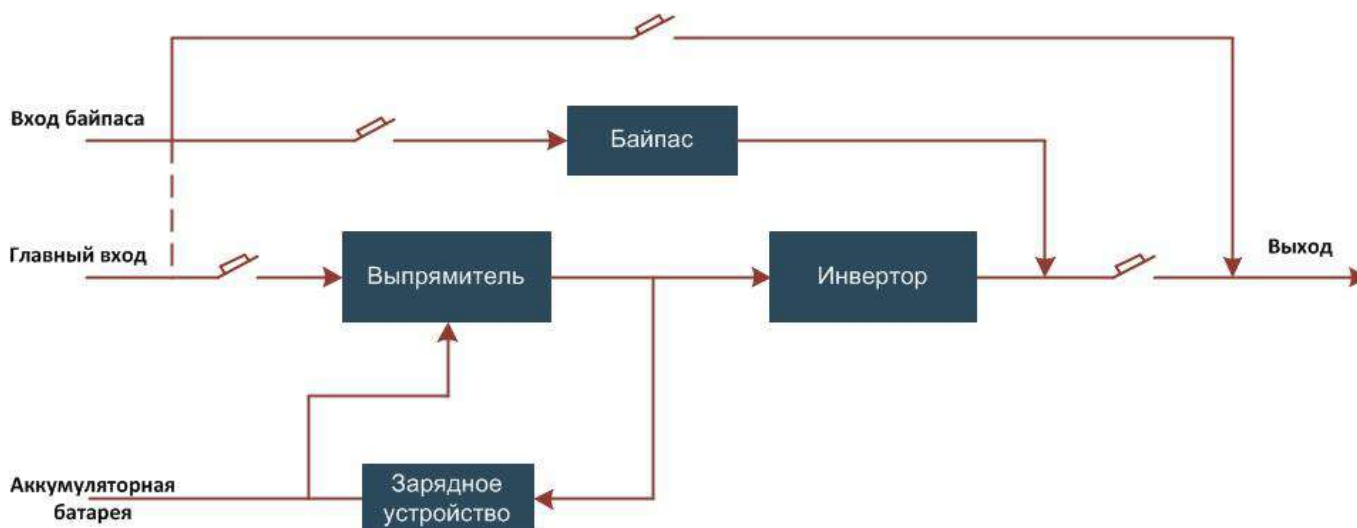 Вход байпаса
Байпас
Главный вход
Выпрямитель
Инвертор
Выход
Аккумуляторная
батарея
Зарядное
устройство